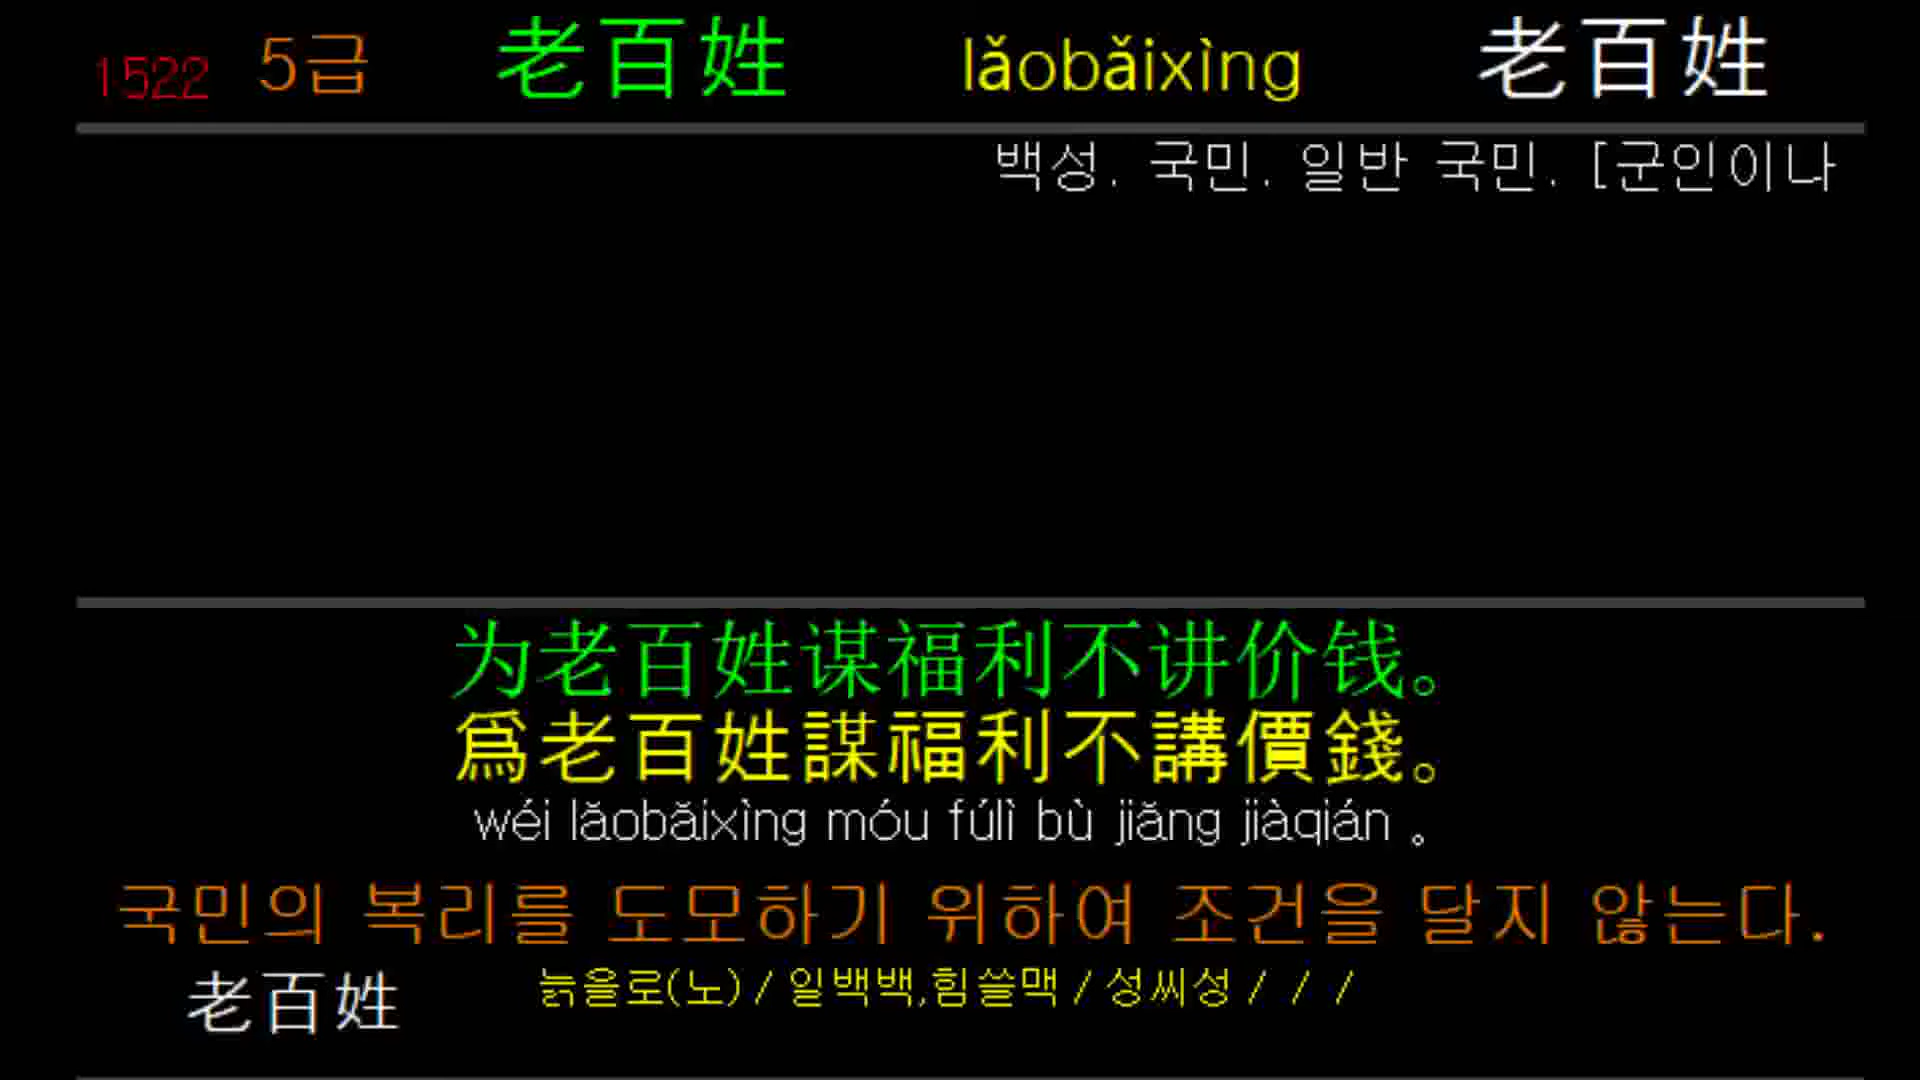 1522 5급 老百姓 lǎobǎixìng 老百姓
백성. 국민. 일반 국민. [군인이나
为老百姓谋福利不讲价钱。
爲老百姓謀福利不講價錢。
wéi lǎobǎixìng móu fúlì bù jiǎng jiàqián 。
국민의 복리를 도모하기 위하여 조건을 달지 않는다.
老百姓 늙을로(노) / 일백백,힘쓸맥 / 성씨성 / / /